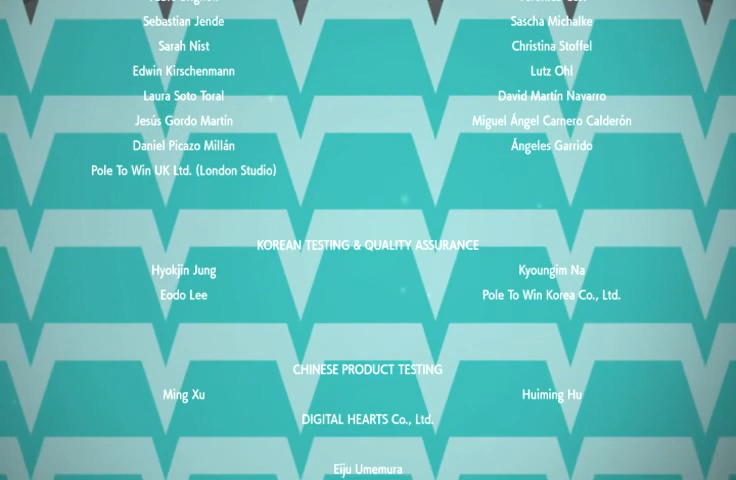 Sebastian Jende
Sascha Michalke
Sarah Nist
Christina Stoffel
Edwin Kirschenmann
Lutz Ohl
Laura Soto Toral
David Martín Navarro
Jesús Gordo Martín
Miguel Ángel Carnero Calderón
Daniel Picazo Millán
Ángeles Garrido
Pole To Win UK Ltd. (London Studio)
KOREAN TESTING & QUALITY ASSURANCE
Hyokjin Jung
Kyoungim Na
Eodo Lee
Pole To Win Korea Co., Ltd.
CHINESE PRODUCT TESTING
Ming Xu
Huiming Hu
DIGITAL HEARTS Co., Ltd.
Eiju Umemura